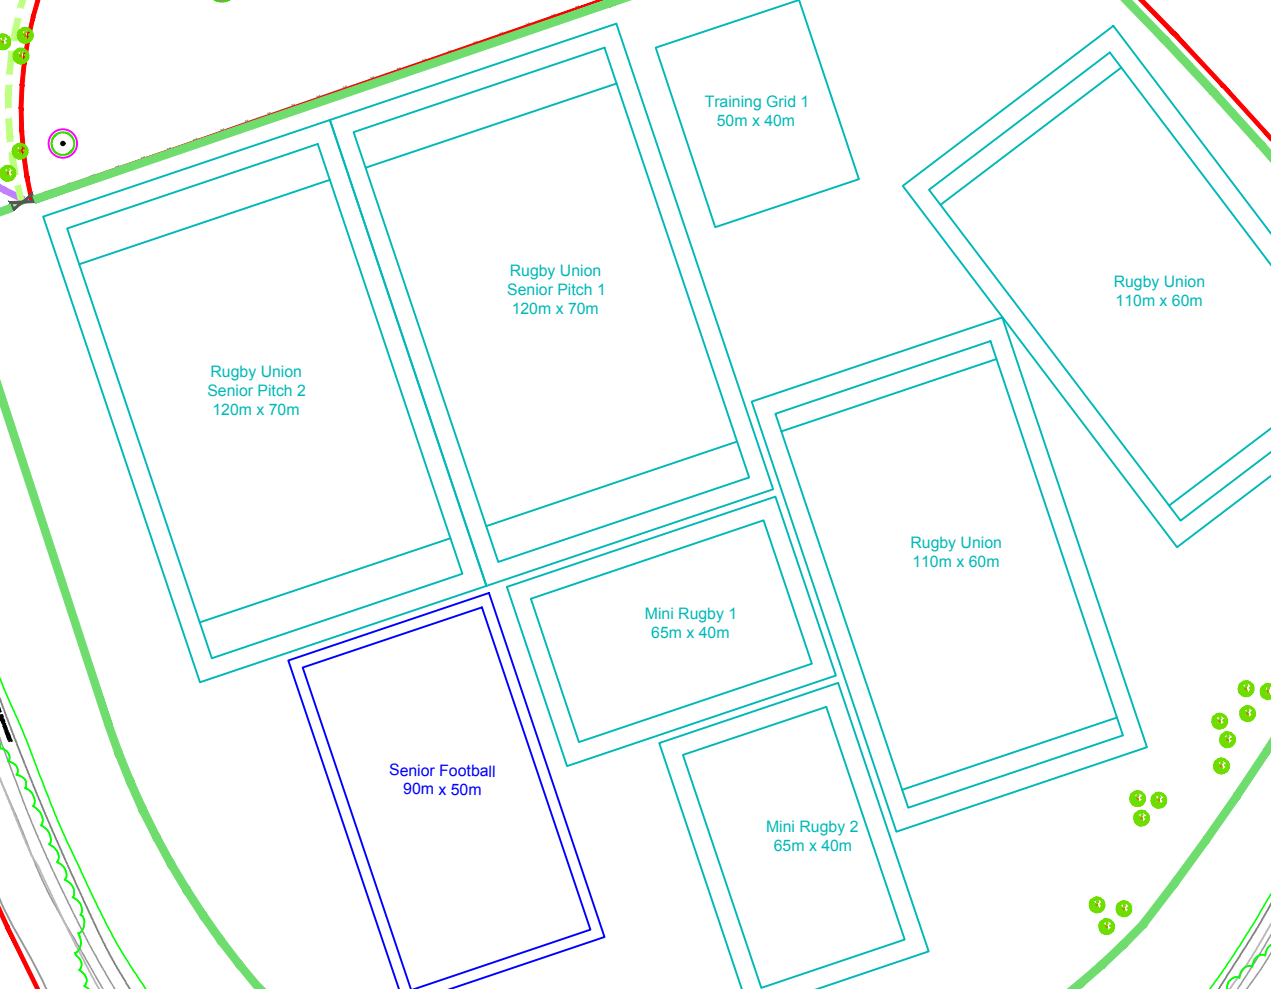 Training Grid 1
50m x 40m
Rugby Union
Senior Pitch 1
120m x 70m
Rugby Union
110m x 60m
Rugby Union
Senior Pitch 2
120m x 70m
Rugby Union
110m x 60m
Mini Rugby 1
65m x 40m
Senior Football
90m x 50m
Mini Rugby 2
65m x 40m